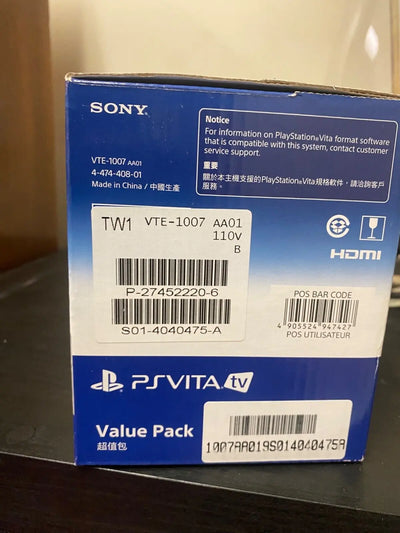 SONY
Notice
For information on PlayStation®Vita format software
that is compatible with this system, contact customer
service support.
重要
關於本主機支援的PlayStation®Vita規格軟件，請洽詢客戶
服務。
VTE-1007 AA01
4-474-408-01
Made in China / 中國生產
TW1 VTE-1007 AA01
110V
B
HDMI
P-27452220-6
S01-4040475-A
POS BAR CODE
4 905524 947427
POS UTILISATEUR
PSVITA tv
Value Pack
超值包
1007AA019S014040475A